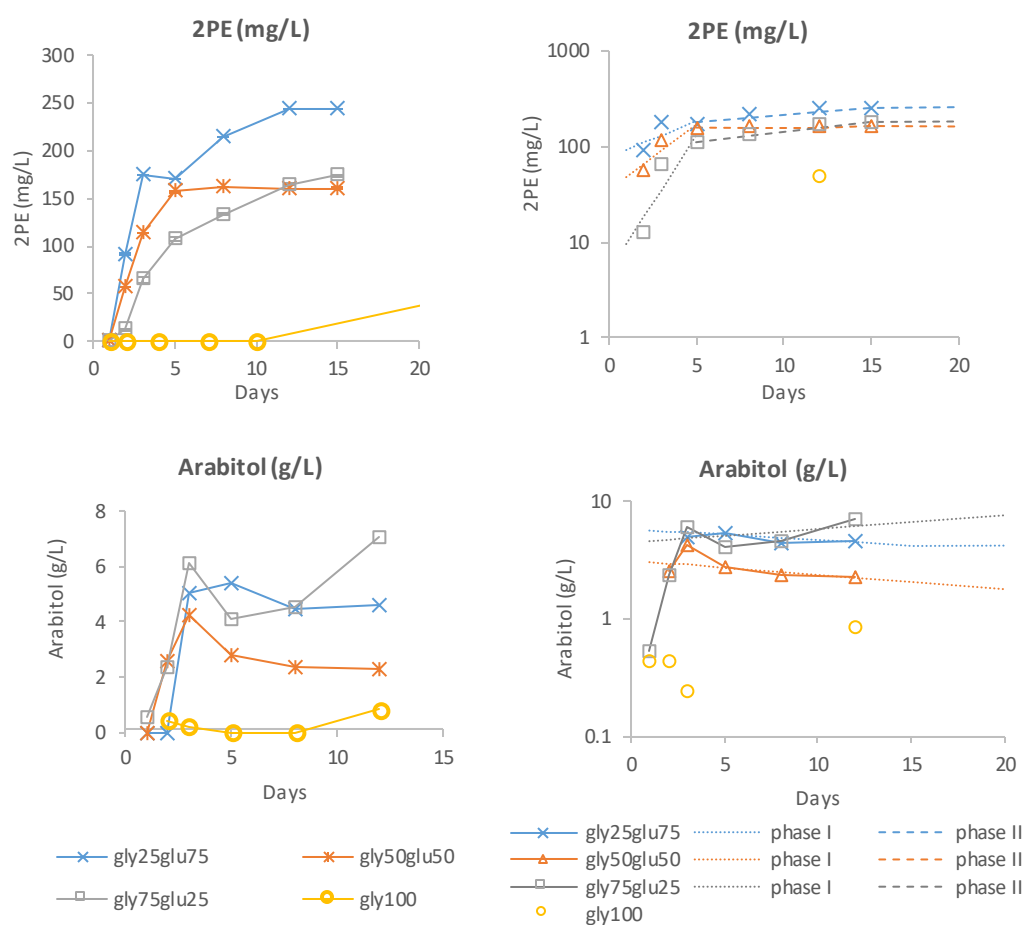 2PE (mg/L)
300
250
200
150
100
50
0
2PE (mg/L)
0
5
10
15
20
Days
2PE (mg/L)
1000
100
10
1
2PE (mg/L)
0
5
10
15
20
Days
Arabitol (g/L)
8
6
4
2
0
Arabitol (g/L)
0
5
10
15
Days
Arabitol (g/L)
10
1
0.1
Arabitol (g/L)
0
5
10
15
20
Days
gly25glu75
gly50glu50
gly75glu25
gly100
gly25glu75 phase I phase II
gly50glu50 phase I phase II
gly75glu25 phase I phase II
gly100